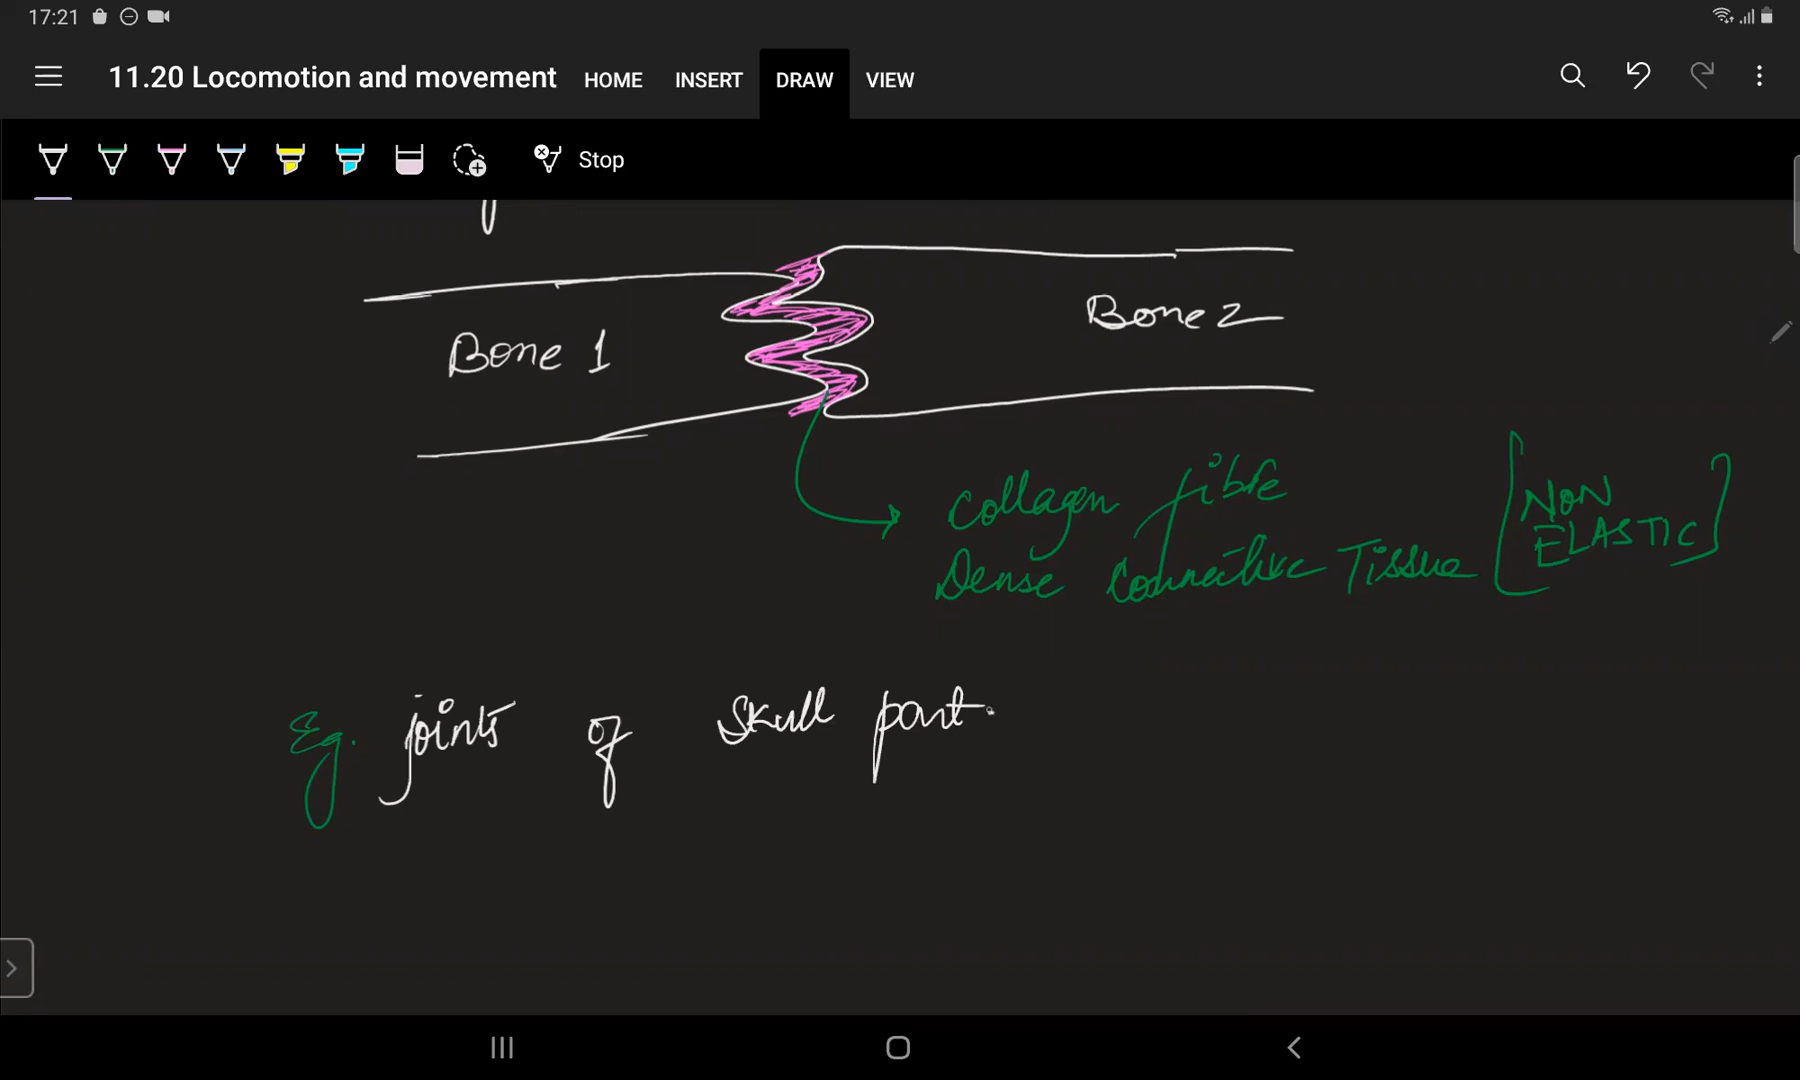 17:21
11.20 Locomotion and movement HOME INSERT DRAW VIEW
Stop
Bone 1
Bone 2
Collagen fibre
Dense Connective Tissue [NON ELASTIC]
Eg. joints of Skull part